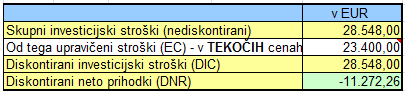 v EUR
Skupni investicijski stroški (nediskontirani) 28.548,00
Od tega upravičeni stroški (EC) - v TEKOČIH cenah 23.400,00
Diskontirani investicijski stroški (DIC) 28.548,00
Diskontirani neto prihodki (DNR) -11.272,26